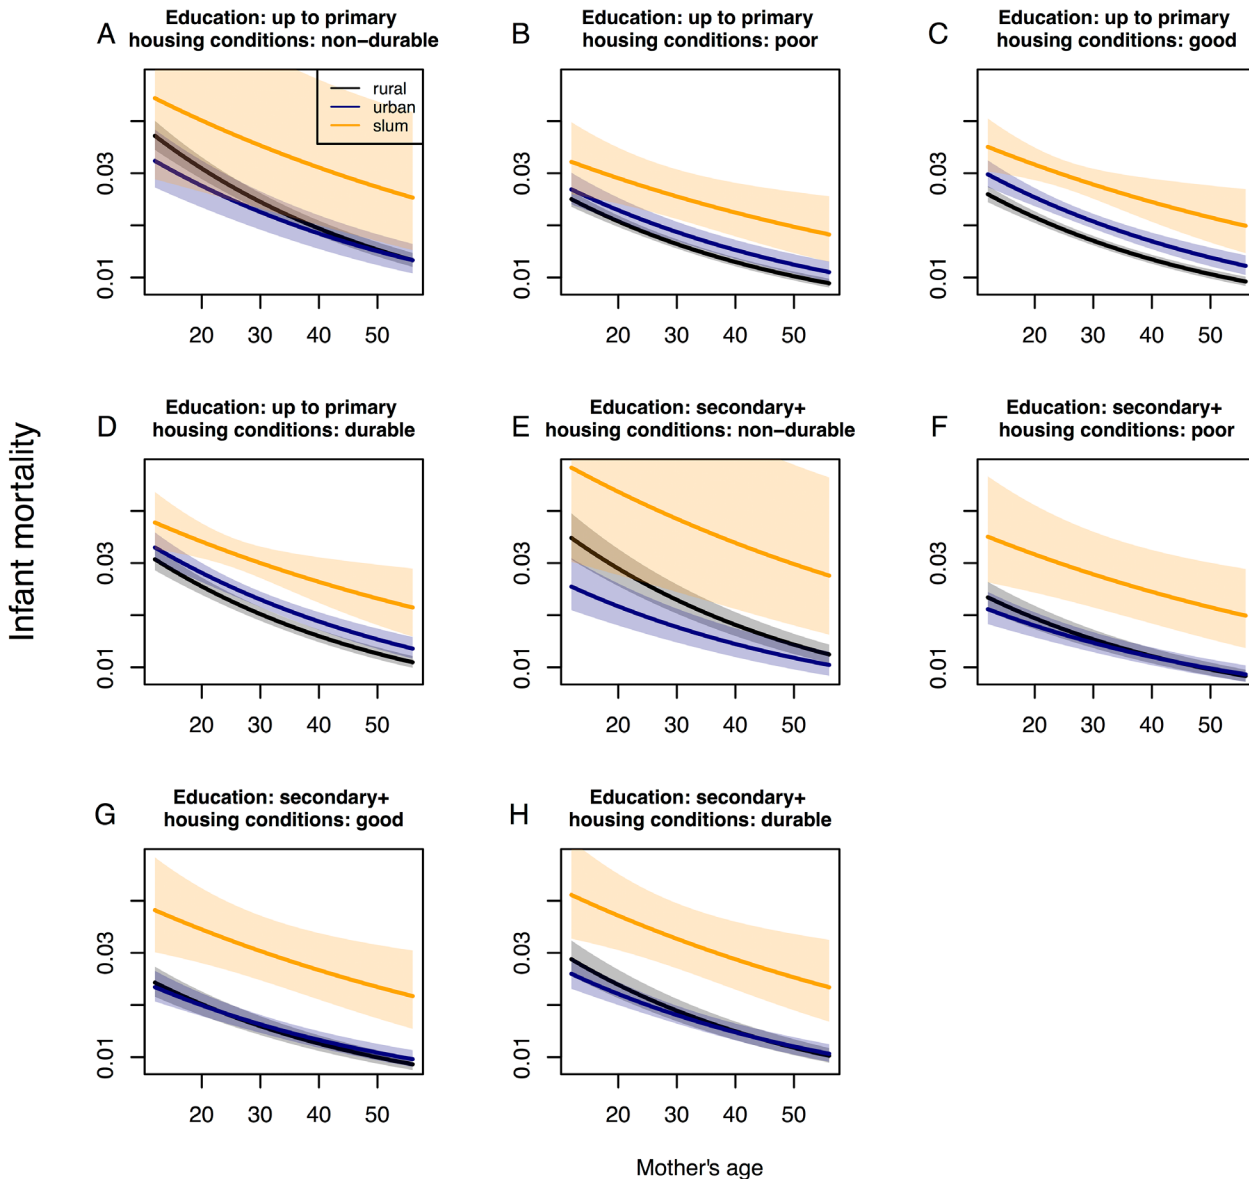 A
Education: up to primary
housing conditions: non−durable
B
Education: up to primary
housing conditions: poor
C
Education: up to primary
housing conditions: good
rural
urban
slum
0.03
0.01
20 30 40 50
0.03
0.01
20 30 40 50
0.03
0.01
20 30 40 50
Infant mortality
D
Education: up to primary
housing conditions: durable
E
Education: secondary+
housing conditions: non−durable
F
Education: secondary+
housing conditions: poor
0.03
0.01
20 30 40 50
0.03
0.01
20 30 40 50
0.03
0.01
20 30 40 50
G
Education: secondary+
housing conditions: good
H
Education: secondary+
housing conditions: durable
0.03
0.01
20 30 40 50
0.03
0.01
20 30 40 50
Mother's age